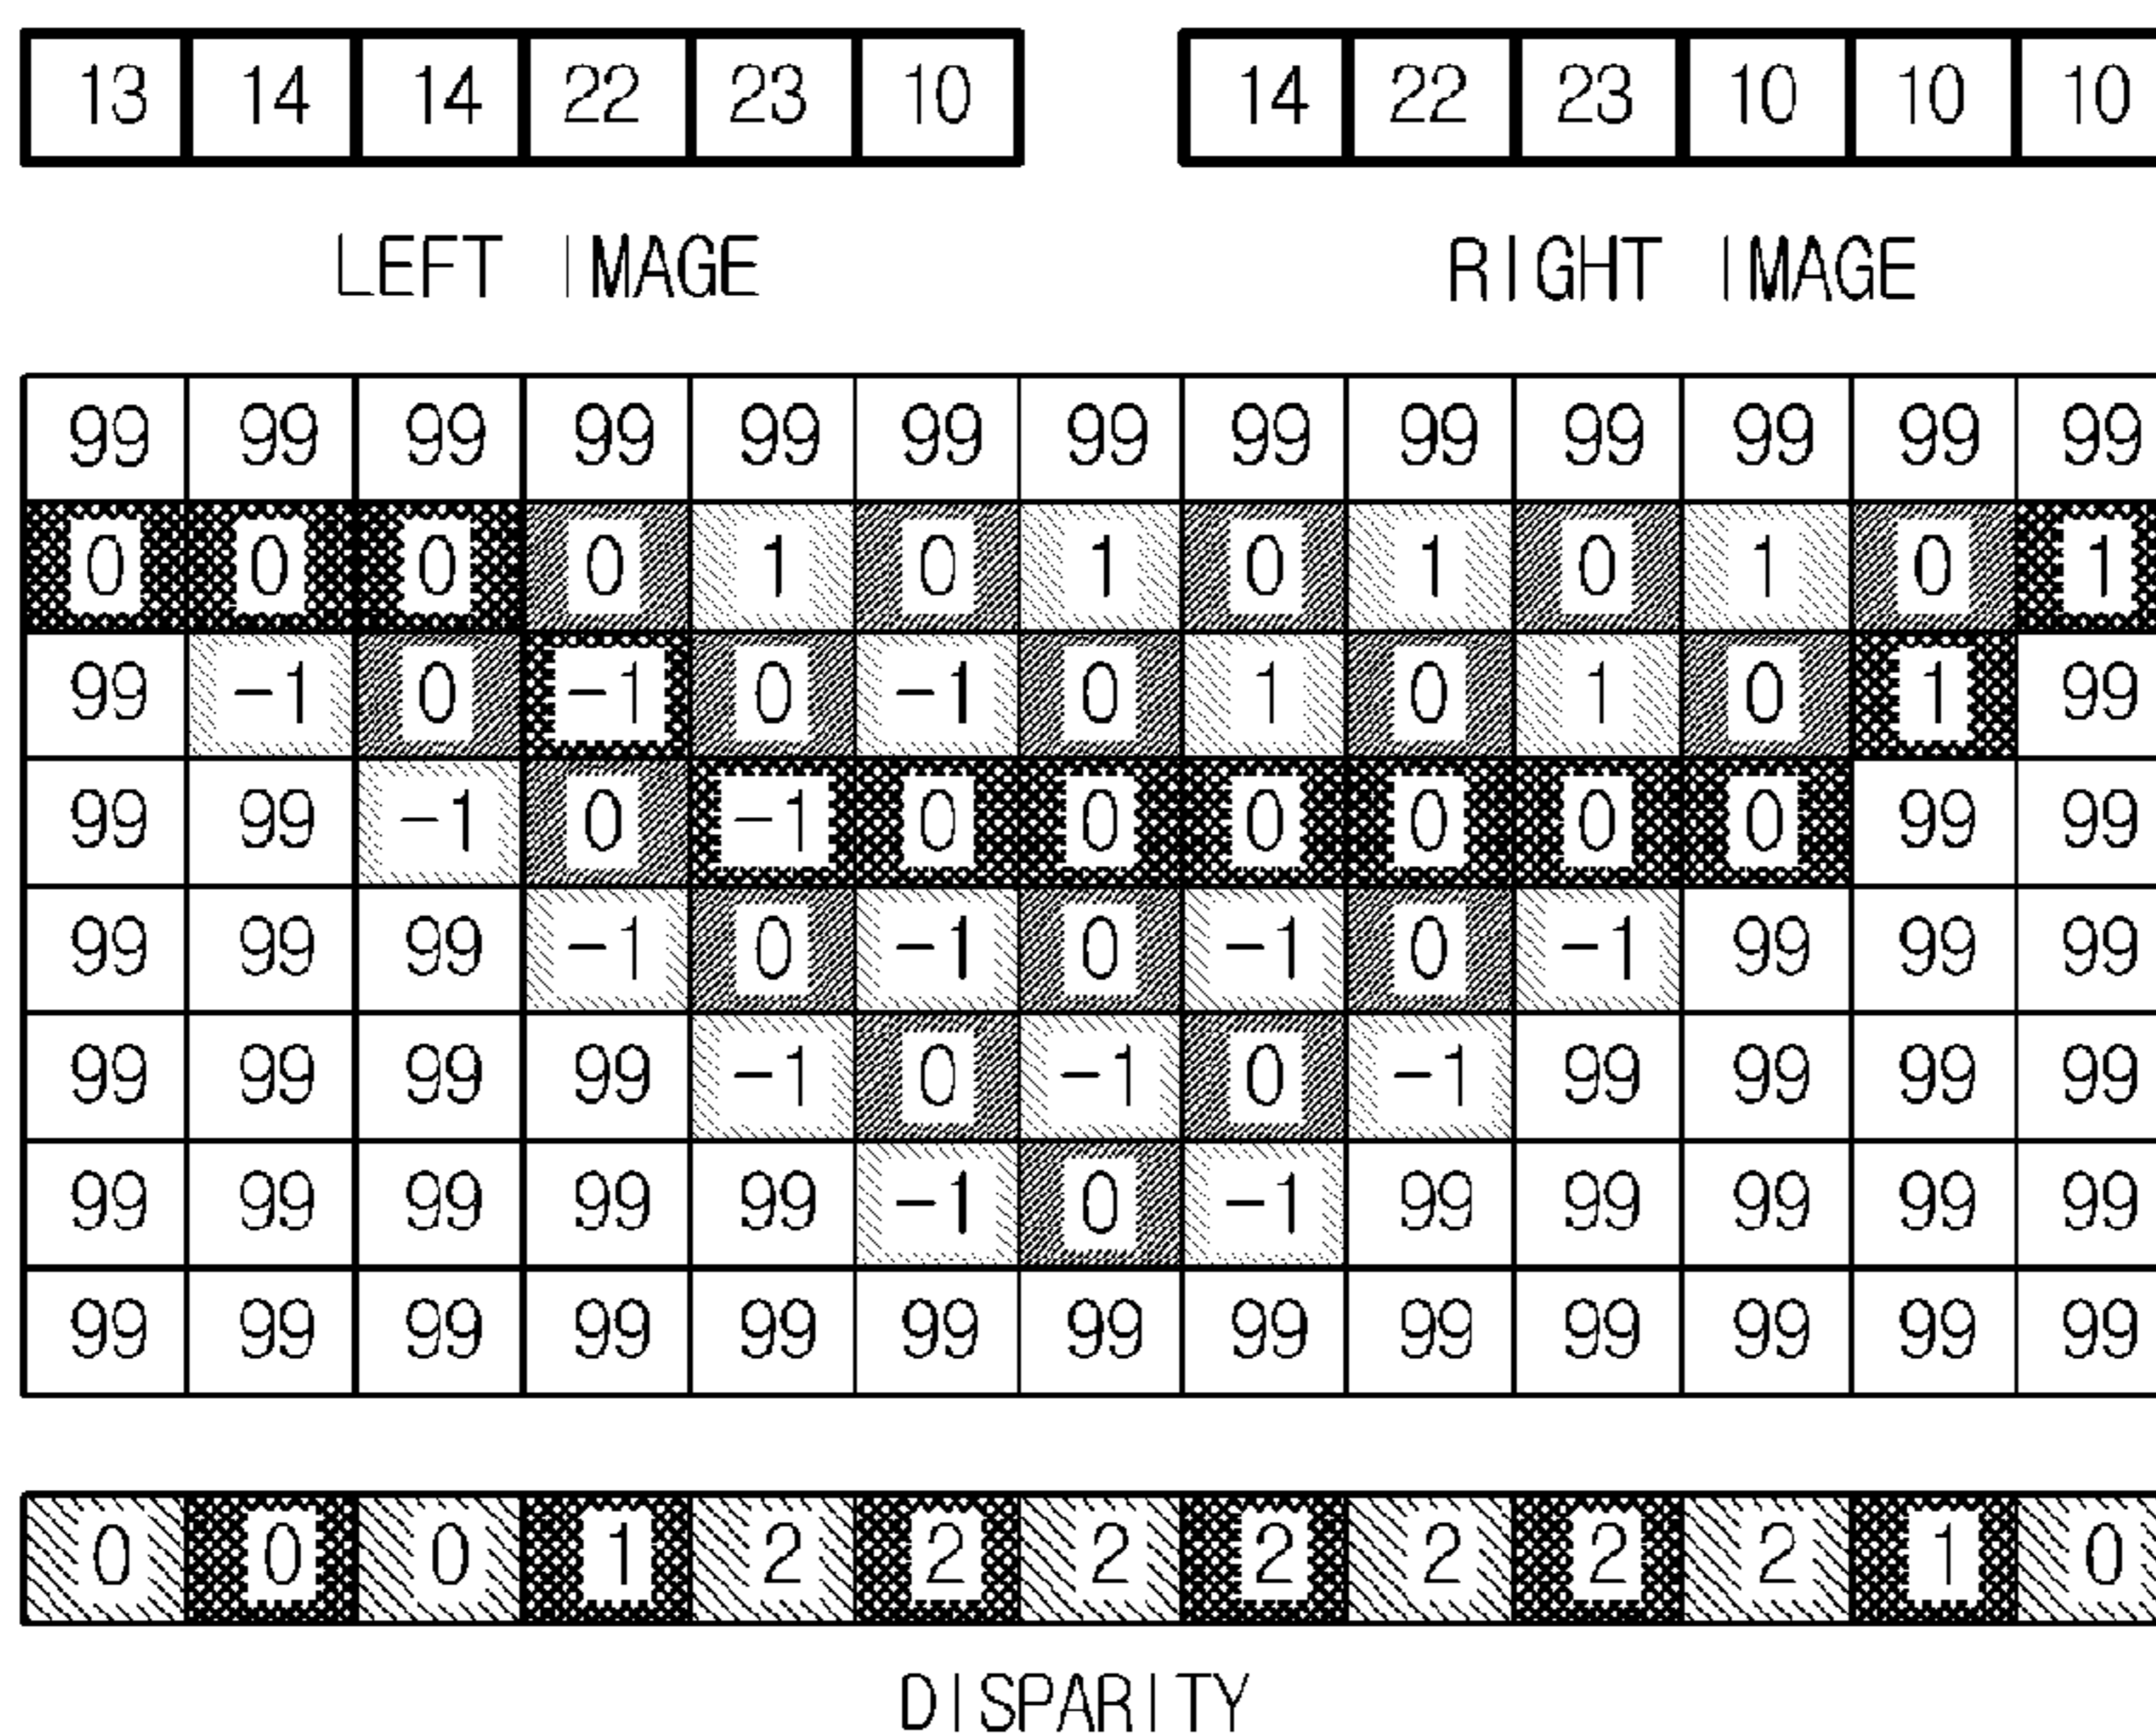 13 14 14 22 23 10 14 22 23 10 10 10
LEFT IMAGE RIGHT IMAGE
99 99 99 99 99 99 99 99 99 99 99 99 99
0 0 0 0 1 0 1 0 1 0 1 0 1
99 -1 0 -1 0 -1 0 1 0 1 0 1 99
99 99 -1 0 -1 0 0 0 0 0 0 99 99
99 99 99 -1 0 -1 0 -1 0 -1 99 99 99
99 99 99 99 -1 0 -1 0 -1 99 99 99 99
99 99 99 99 99 -1 0 -1 99 99 99 99 99
99 99 99 99 99 99 99 99 99 99 99 99 99
0 0 0 1 2 2 2 2 2 2 2 1 0
DISPARITY